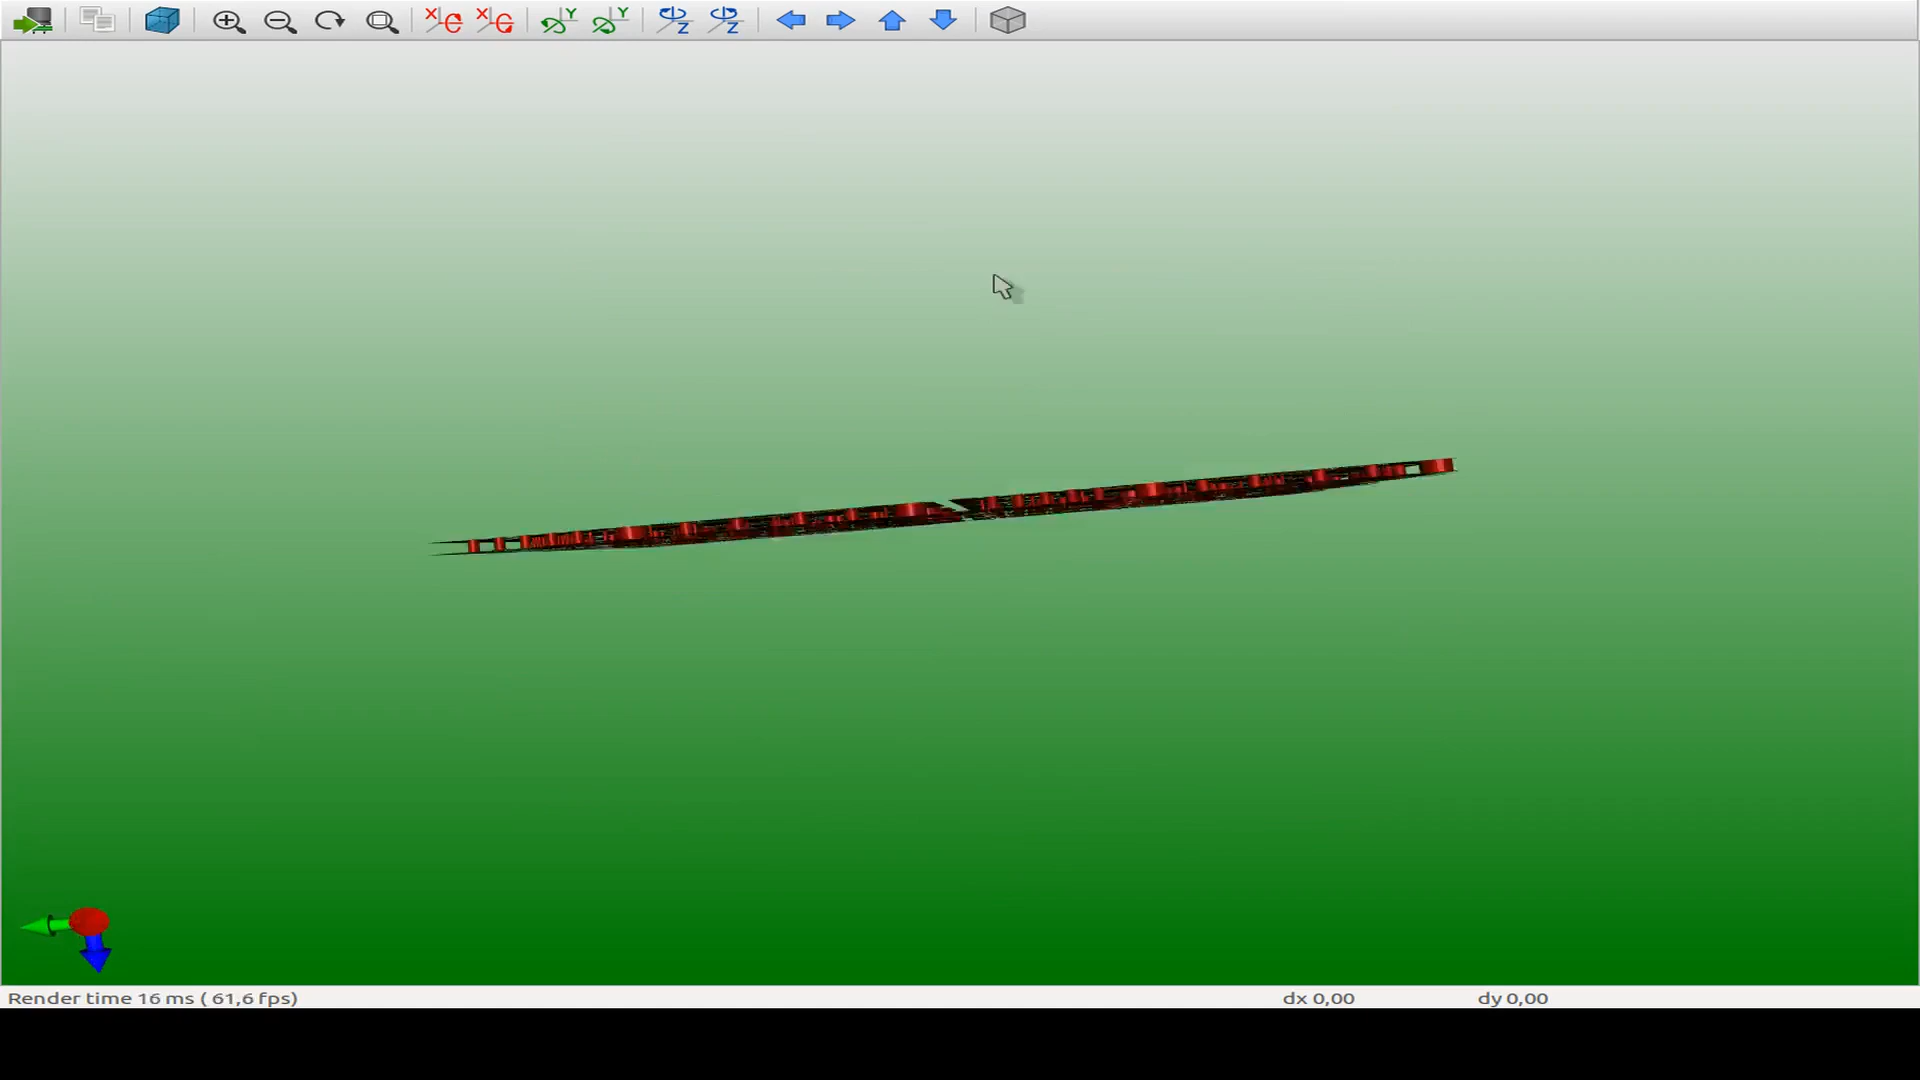 X X Y Y Z Z
Render time 16 ms ( 61,6 fps) dx 0,00 dy 0,00